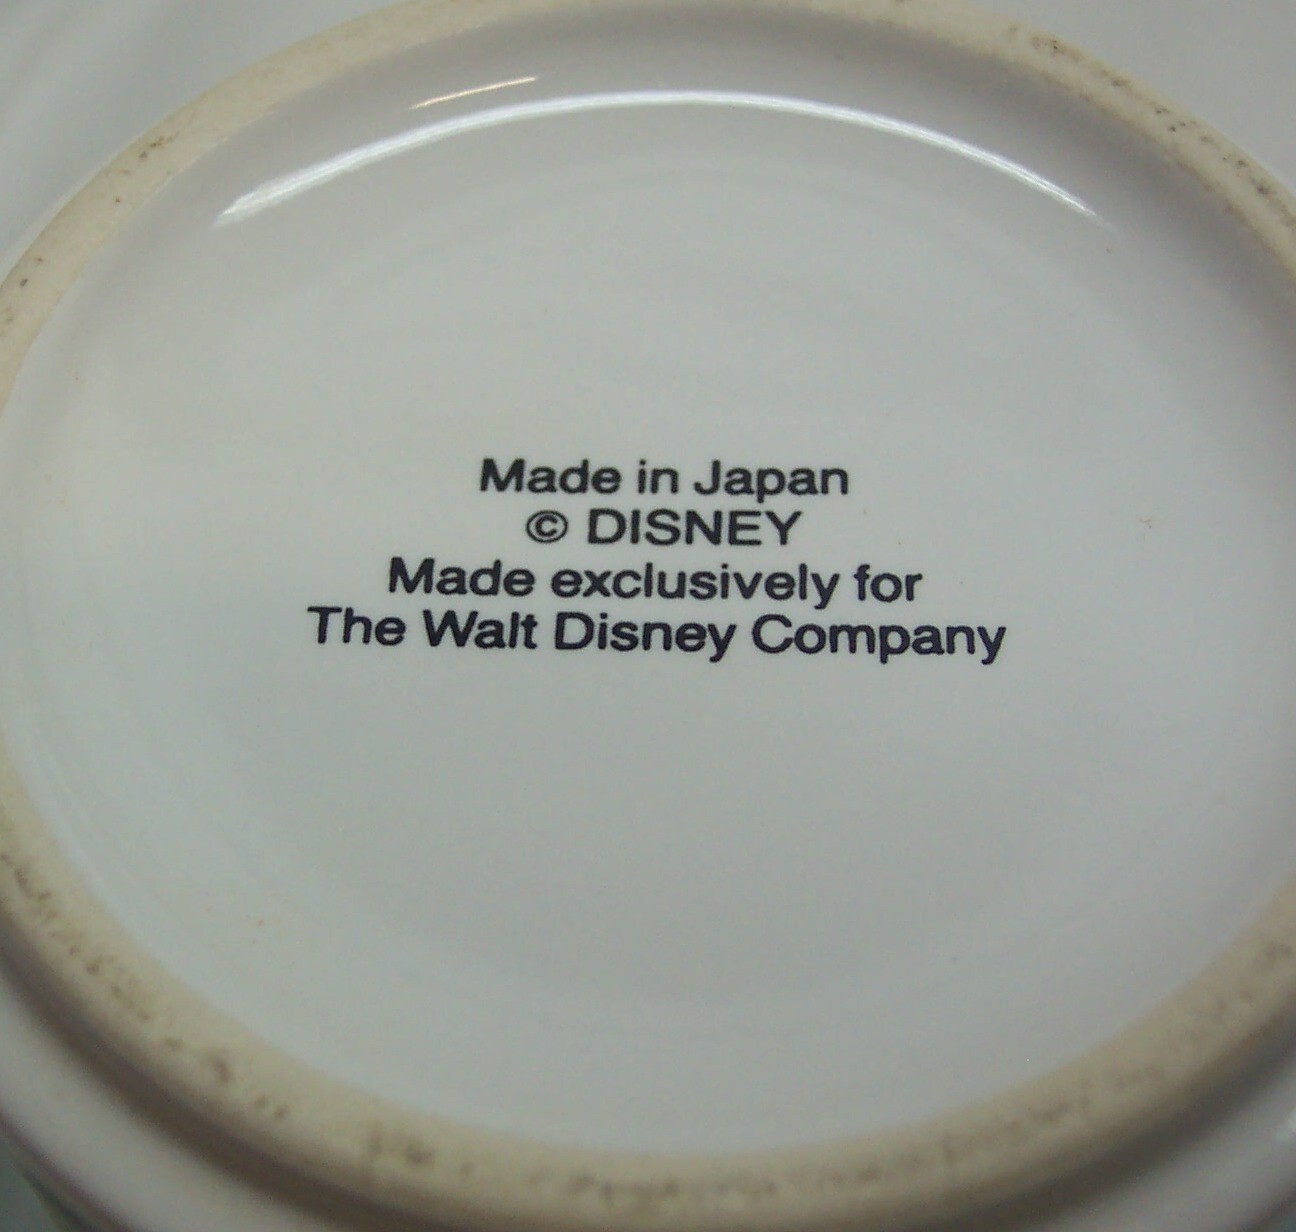 Made in Japan
© DISNEY
Made exclusively for
The Walt Disney Company